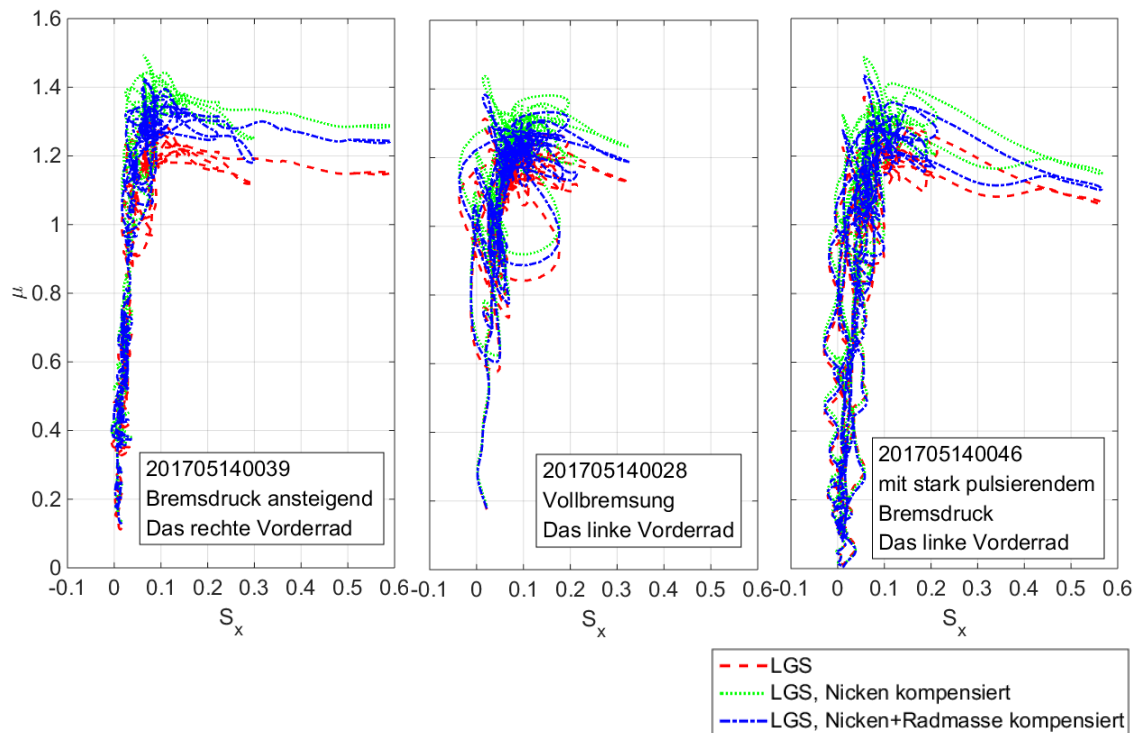 1.6
1.4
1.2
1
0.8
0.6
0.4
0.2
0
μ
-0.1 0 0.1 0.2 0.3 0.4 0.5 0.6
S_x
201705140039
Bremsdruck ansteigend
Das rechte Vorderrad
-0.1 0 0.1 0.2 0.3 0.4 0.5 0.6
S_x
201705140028
Vollbremsung
Das linke Vorderrad
-0.1 0 0.1 0.2 0.3 0.4 0.5 0.6
S_x
201705140046
mit stark pulsierendem
Bremsdruck
Das linke Vorderrad
LGS
LGS, Nicken kompensiert
LGS, Nicken+Radmasse kompensiert